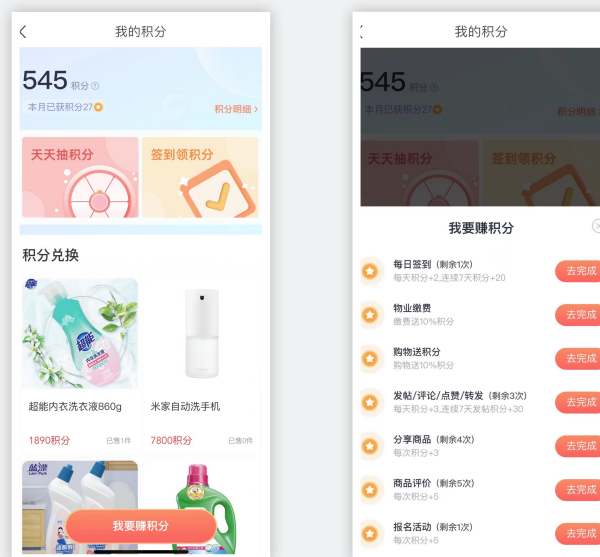 我的积分
545 积分
本月已获积分27
积分明细 >
天天抽积分
签到领积分
积分兑换
超能
超能内衣洗衣液860g
1890积分
已售1件
米家自动洗手机
7800积分
已售0件
蓝漂
我要赚积分
我的积分
545 积分
本月已获积分27
积分明细
天天抽积分
签到领积分
我要赚积分
每日签到（剩余1次）
每天积分+2,连续7天积分+20
去完成
物业缴费
缴费送10%积分
去完成
购物送积分
购物送10%积分
去完成
发帖/评论/点赞/转发（剩余3次）
每天积分+3,连续7天发帖积分+30
去完成
分享商品（剩余4次）
每次积分+3
去完成
商品评价（剩余5次）
每次积分+5
去完成
报名活动（剩余1次）
每次积分+5
去完成